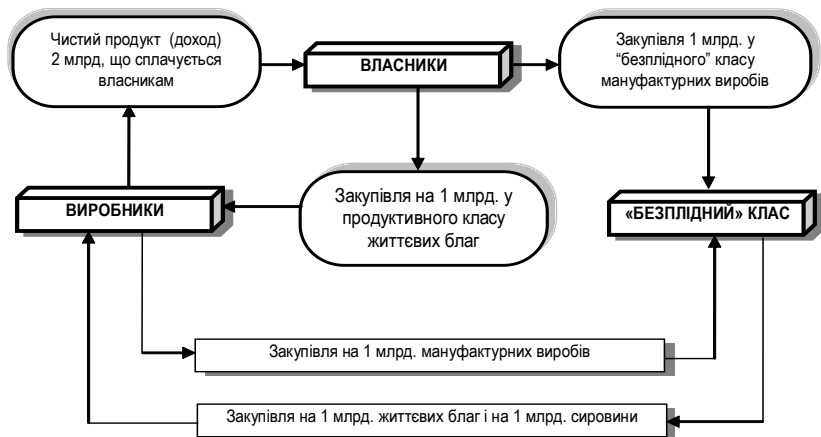 Чистий продукт (доход)
2 млрд, що сплачується
власникам
ВЛАСНИКИ
Закупівля 1 млрд. у
“безплідного” класу
мануфактурних виробів
ВИРОБНИКИ
Закупівля на 1 млрд. у
продуктивного класу
життєвих благ
«БЕЗПЛІДНИЙ» КЛАС
Закупівля на 1 млрд. мануфактурних виробів
Закупівля на 1 млрд. життєвих благ і на 1 млрд. сировини